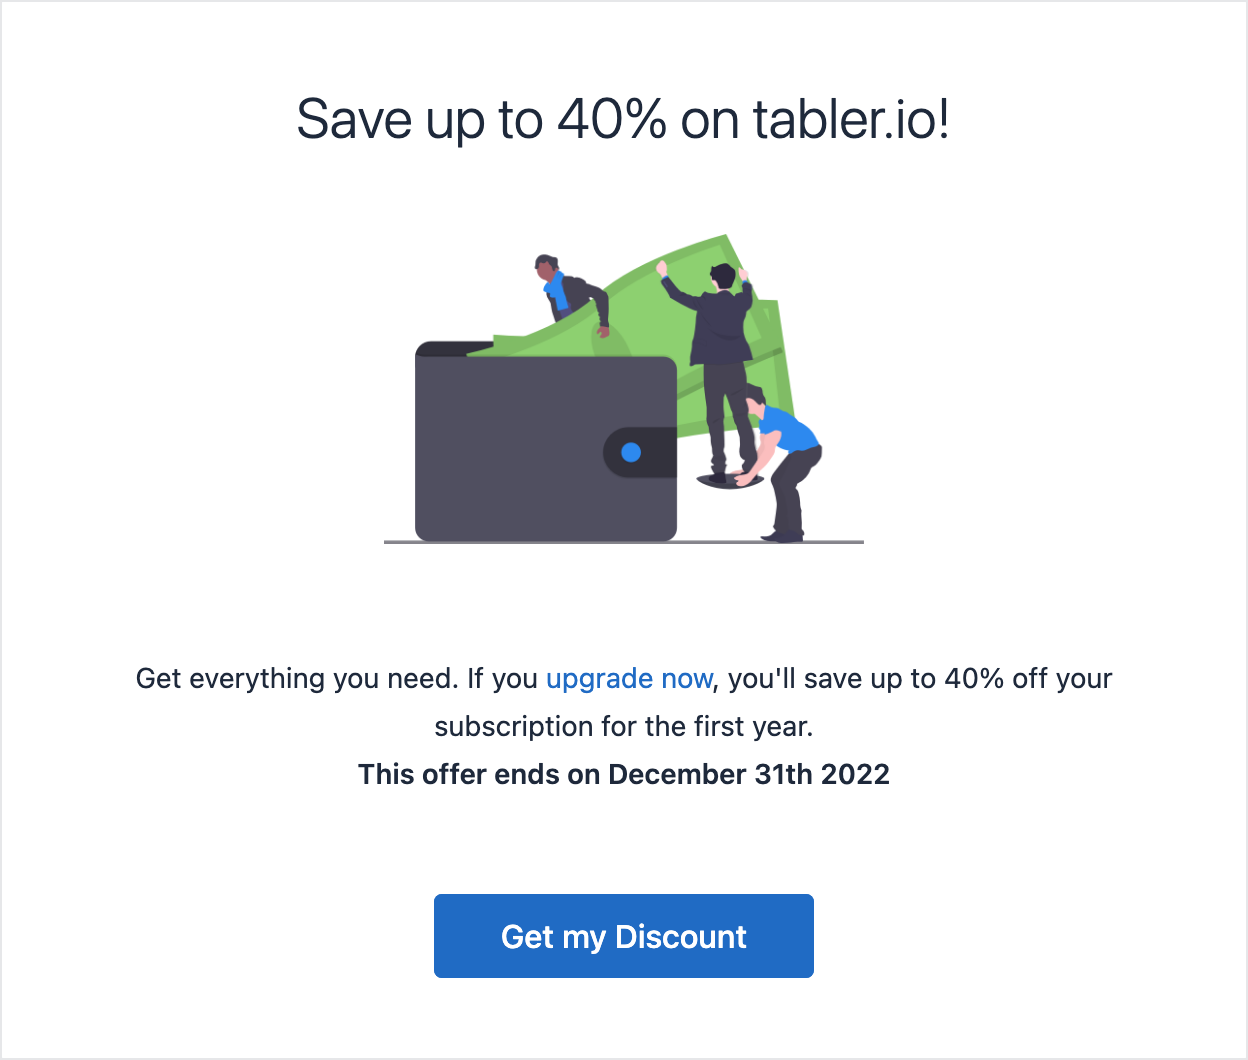 Save up to 40% on tabler.io!
Get everything you need. If you upgrade now, you'll save up to 40% off your
subscription for the first year.
This offer ends on December 31th 2022
Get my Discount